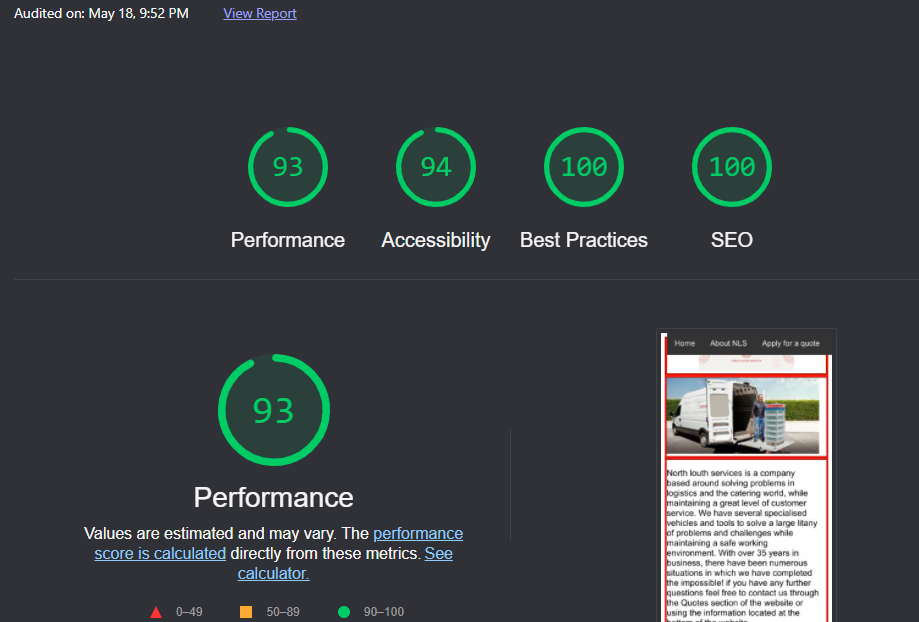 Audited on: May 18, 9:52 PM View Report
93 94 100 100
Performance Accessibility Best Practices SEO
93
Performance
Values are estimated and may vary. The performance
score is calculated directly from these metrics. See
calculator.
0–49 50–89 90–100
Home About NLS Apply for a quote
North louth services is a company
based around solving problems in
logistics and the catering world, while
maintaining a great level of customer
service. We have several specialised
vehicles and tools to solve a large litany
of problems and challenges while
maintaining a safe working
environment. With over 35 years in
business, there have been numerous
situations in which we have completed
the impossible! if you have any further
questions feel free to contact us through
the Quotes section of the website or
using the information located at the
bottom of the website